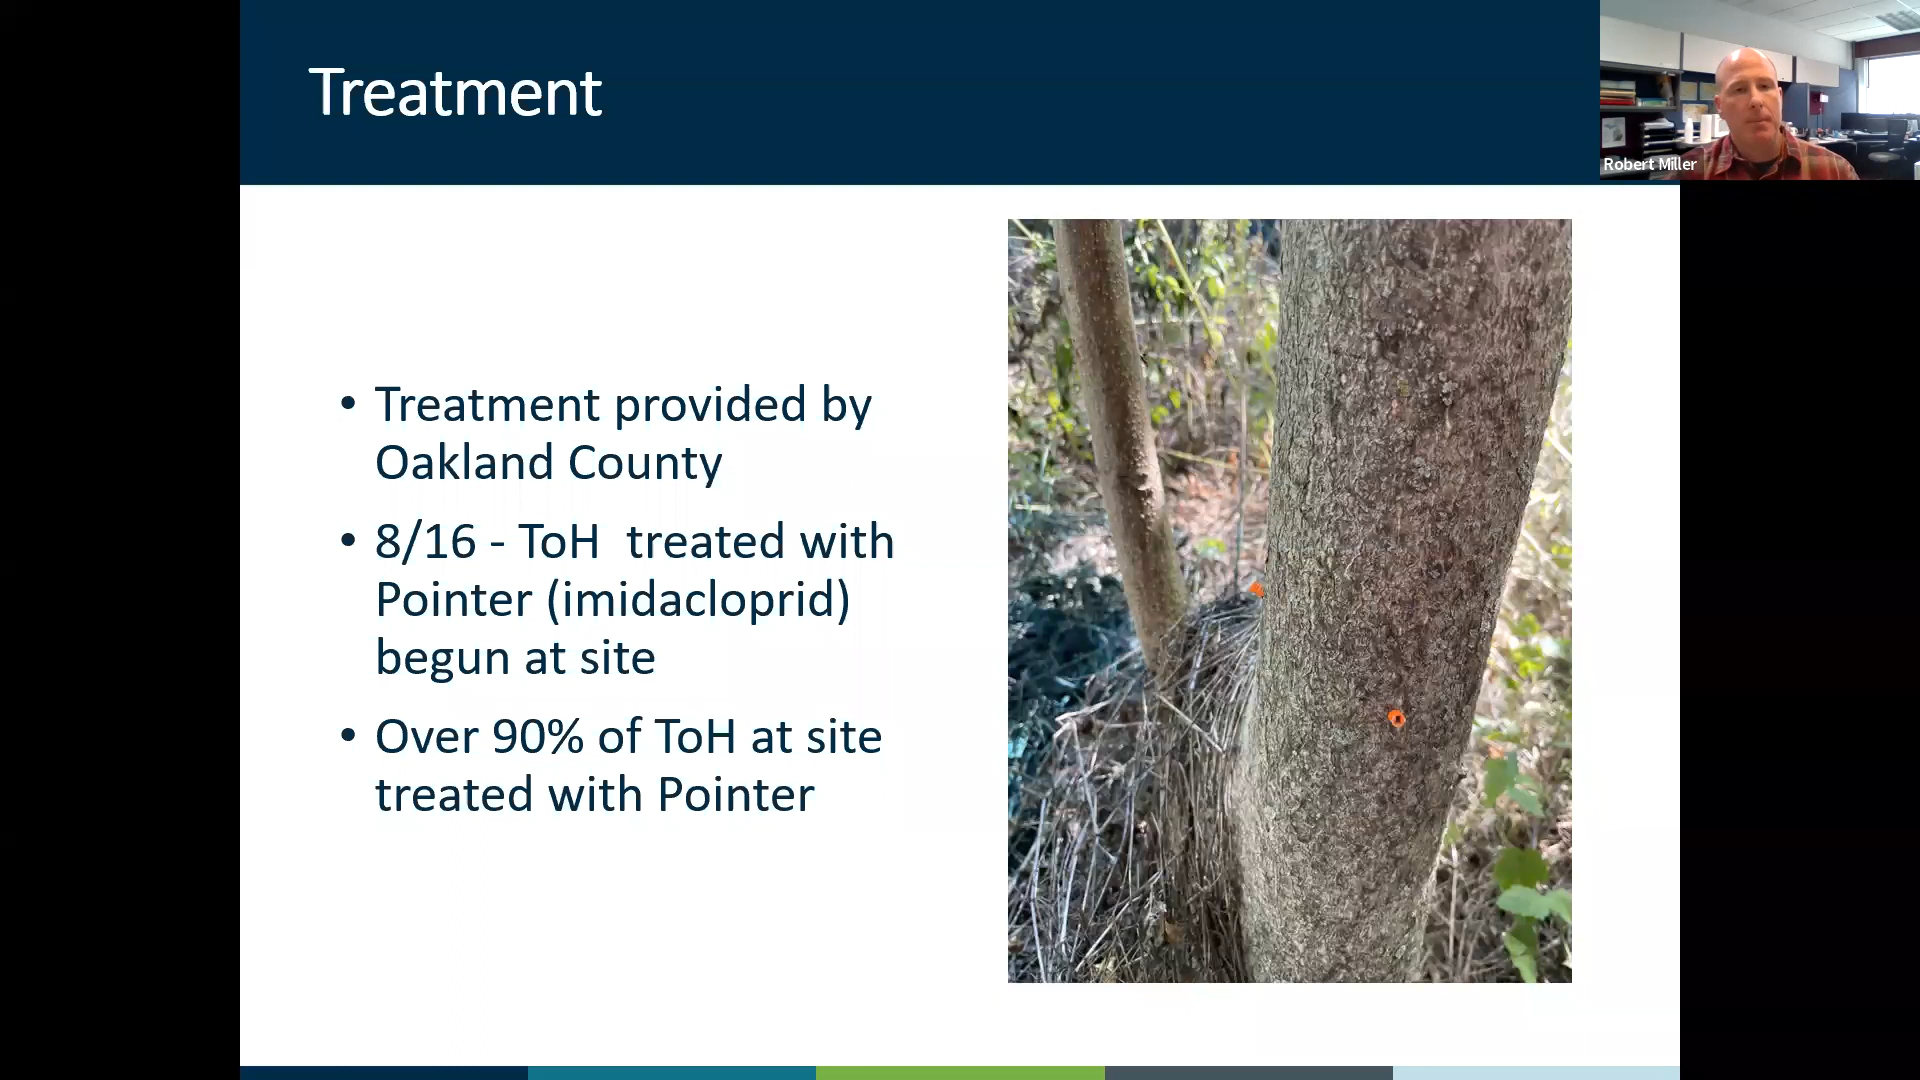 Treatment
Robert Miller
• Treatment provided by
Oakland County
• 8/16 - ToH  treated with
Pointer (imidacloprid)
begun at site
• Over 90% of ToH at site
treated with Pointer